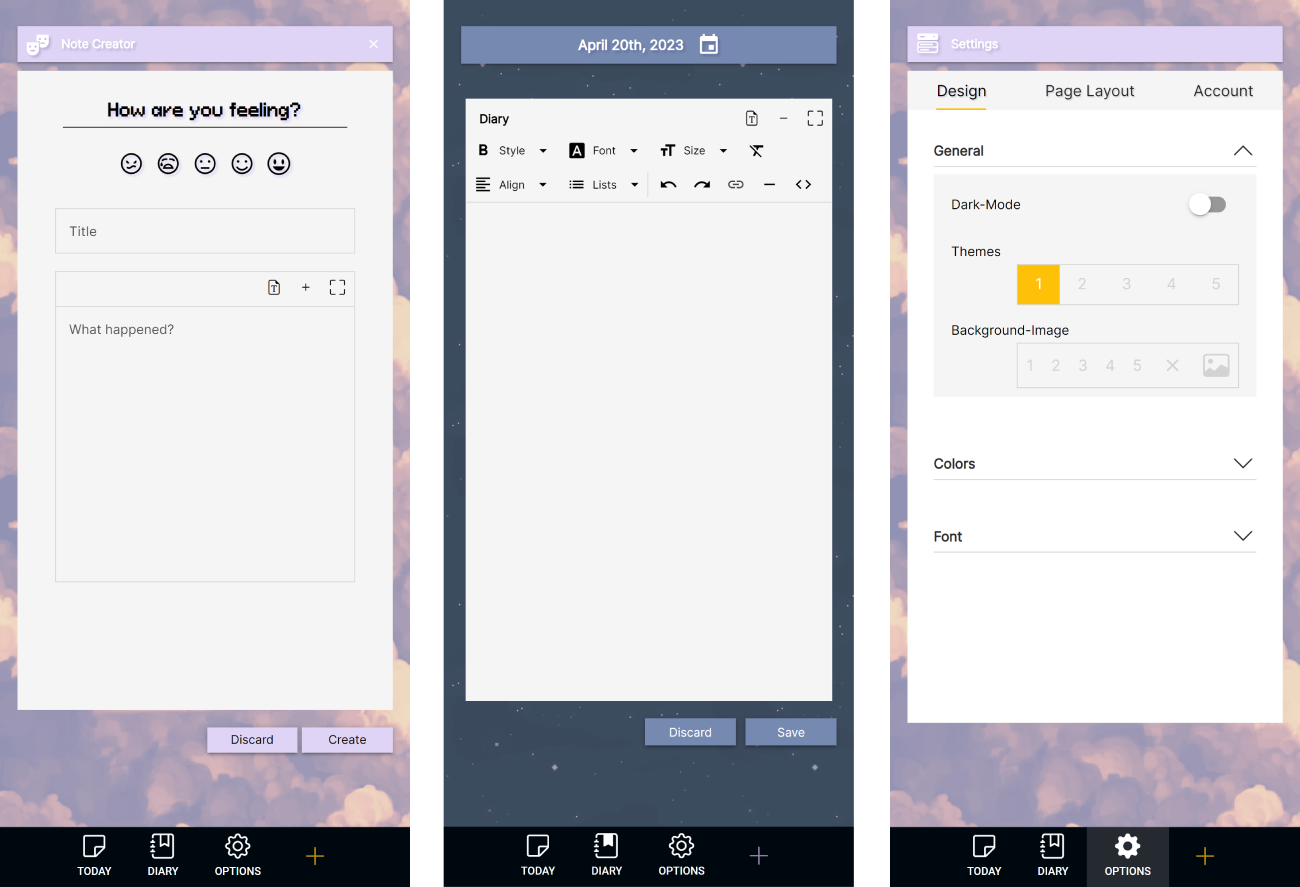 Note Creator
How are you feeling?
Title
What happened?
Discard Create
TODAY DIARY OPTIONS
April 20th, 2023
Diary
B Style A Font TT Size
Align Lists
Discard Save
TODAY DIARY OPTIONS
Settings
Design Page Layout Account
General
Dark-Mode
Themes
1 2 3 4 5
Background-Image
1 2 3 4 5
Colors
Font
TODAY DIARY OPTIONS